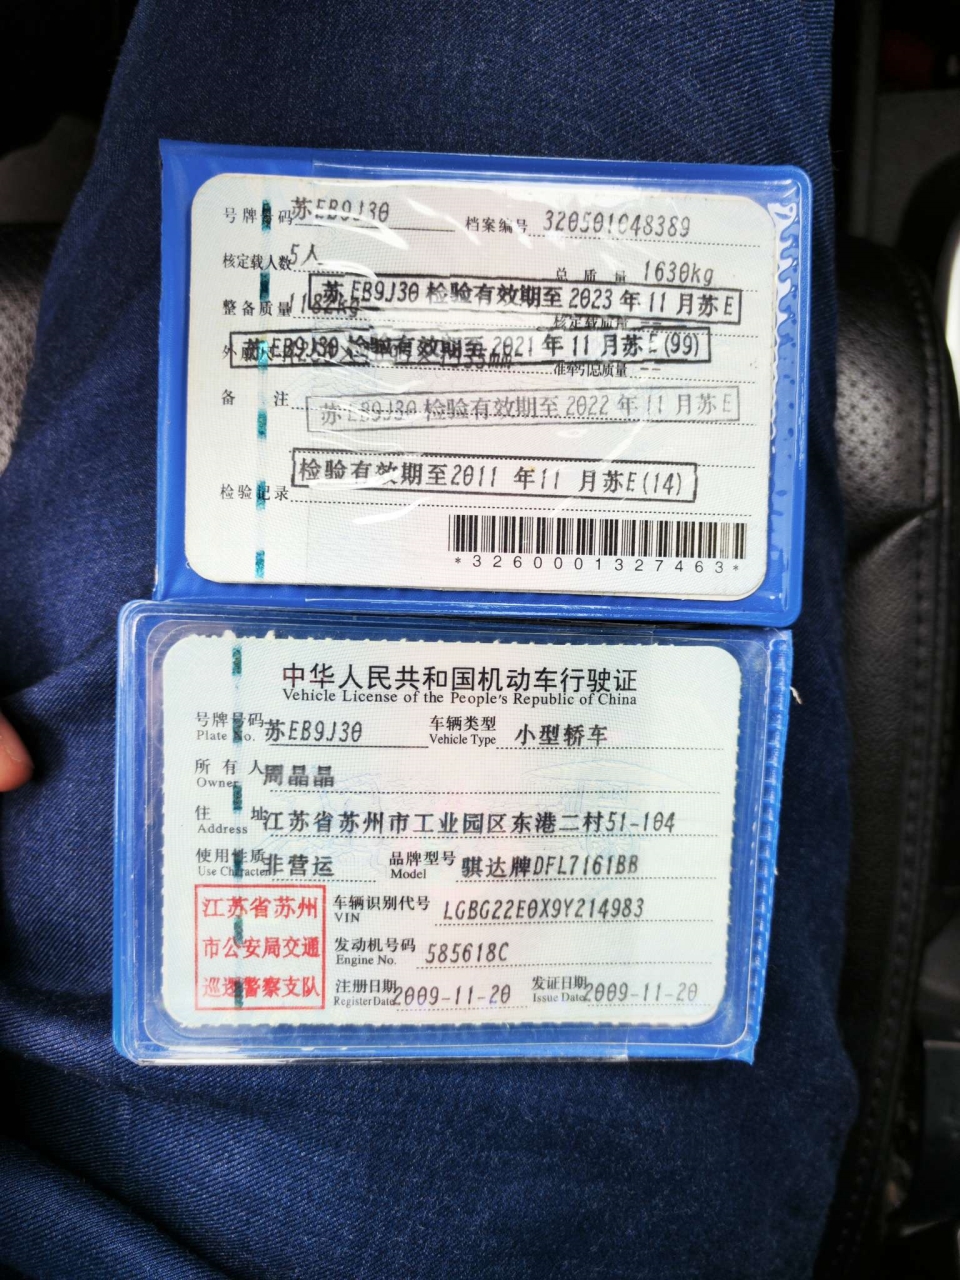 号牌号码 苏EB9J30 档案编号 320501048389
核定载人数 5人 总质量 1630kg
苏EB9J30 检验有效期至2023年11月苏E
整备质量 1182kg 核定载质量 --
苏EB9J30 检验有效期至2021年11月苏E(99)
准牵引总质量 --
备注
苏EB9J30 检验有效期至2022年11月苏E
检验有效期至2011年11月苏E(14)
检验记录
*3260001327463*
中华人民共和国机动车行驶证
Vehicle License of the People's Republic of China
号牌号码 苏EB9J30 车辆类型 小型轿车
Plate No. Vehicle Type
所有人 周晶晶
Owner
住址 江苏省苏州市工业园区东港二村51-104
Address
使用性质 非营运 品牌型号 骐达牌DFL7161BB
Use Character Model
江苏省苏州
市公安局交通
巡逻警察支队
车辆识别代号 LGBG22E0X9Y214983
VIN
发动机号码 585618C
Engine No.
注册日期 2009-11-20 发证日期 2009-11-20
Register Date Issue Date